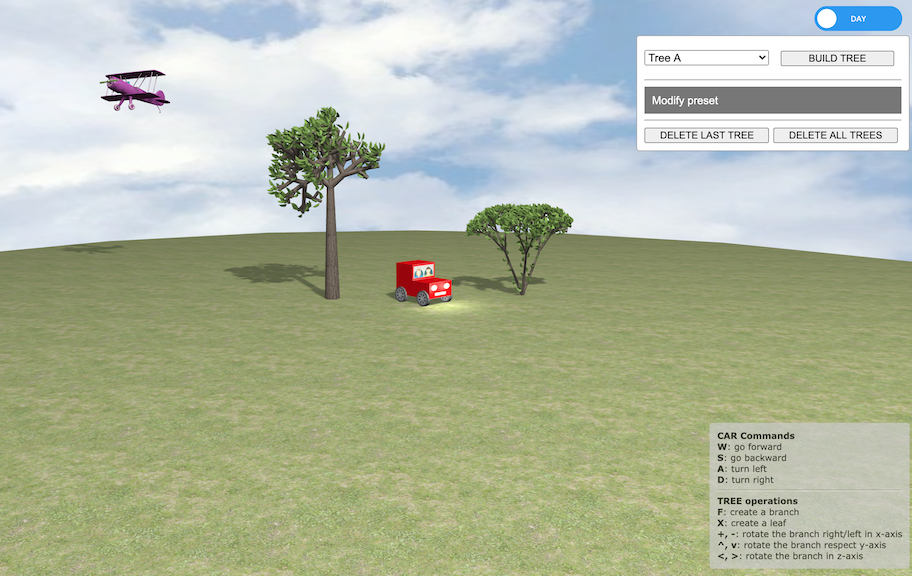 DAY
Tree A
BUILD TREE
Modify preset
DELETE LAST TREE
DELETE ALL TREES
CAR Commands
W: go forward
S: go backward
A: turn left
D: turn right
TREE operations
F: create a branch
X: create a leaf
+, -: rotate the branch right/left in x-axis
^, v: rotate the branch respect y-axis
<, >: rotate the branch in z-axis